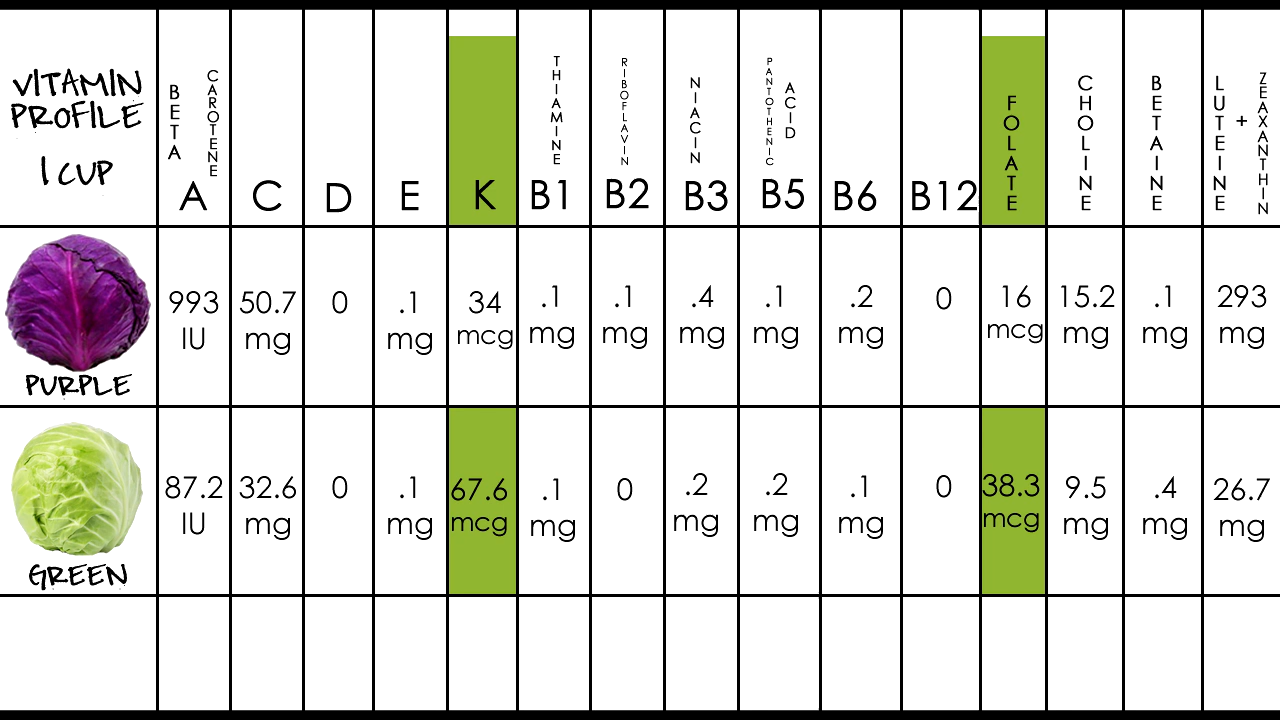 VITAMIN
PROFILE
1 CUP
BETA CAROTENE
A
C
D
E
K
THIAMINE
B1
RIBOFLAVIN
B2
NIACIN
B3
PANTOTHENIC ACID
B5
B6
B12
FOLATE
CHOLINE
BETAINE
LUTEINE + ZEAXANTHIN
PURPLE
993 IU
50.7 mg
0
.1 mg
34 mcg
.1 mg
.1 mg
.4 mg
.1 mg
.2 mg
0
16 mcg
15.2 mg
.1 mg
293 mg
GREEN
87.2 IU
32.6 mg
0
.1 mg
67.6 mcg
.1 mg
0
.2 mg
.2 mg
.1 mg
0
38.3 mcg
9.5 mg
.4 mg
26.7 mg